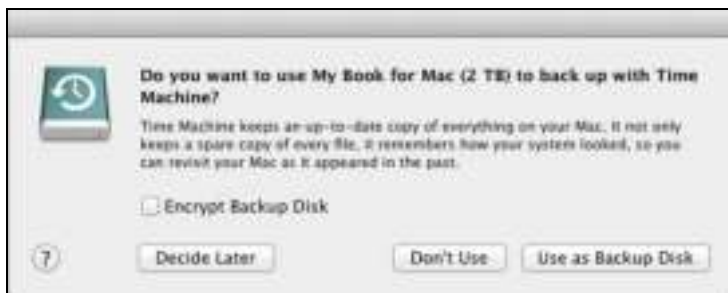 Do you want to use My Book for Mac (2 TB) to back up with Time
Machine?
Time Machine keeps an up-to-date copy of everything on your Mac. It not only
keeps a spare copy of every file, it remembers how your system looked, so you
can revisit your Mac as it appeared in the past.
Encrypt Backup Disk
? Decide Later Don't Use Use as Backup Disk